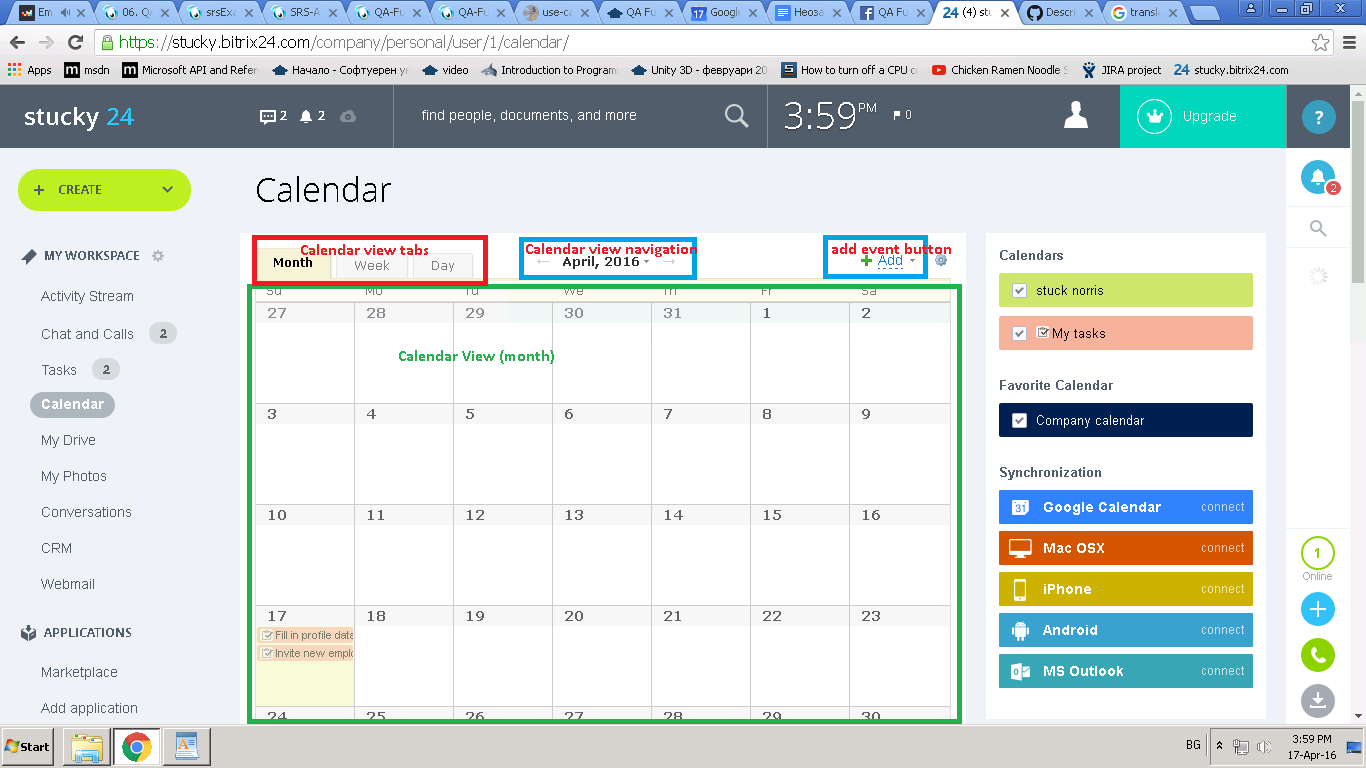 Em
06. Q
srsExa
SRS-A
QA-Fu
QA-Fu
use-ca
QA Fu
Google
Неоза
QA Fu
24 (4) stu
Descri
transl
https://stucky.bitrix24.com/company/personal/user/1/calendar/
Apps
msdn
Microsoft API and Refer
Начало - Софтуерен у
video
Introduction to Program
Unity 3D - февруари 20
How to turn off a CPU c
Chicken Ramen Noodle S
JIRA project
24 stucky.bitrix24.com
stucky 24
2
2
find people, documents, and more
3:59 PM
0
Upgrade
?
CREATE
Calendar
2
MY WORKSPACE
Activity Stream
Chat and Calls 2
Tasks 2
Calendar
My Drive
My Photos
Conversations
CRM
Webmail
APPLICATIONS
Marketplace
Add application
Calendar view tabs
Month Week Day
Calendar view navigation
← April, 2016 →
add event button
+ Add
Su Mo Tu We Th Fr Sa
27 28 29 30 31 1 2
Calendar View (month)
3 4 5 6 7 8 9
10 11 12 13 14 15 16
17 18 19 20 21 22 23
Fill in profile data
Invite new emplo
24 25 26 27 28 29 30
Calendars
stuck norris
My tasks
Favorite Calendar
Company calendar
Synchronization
31 Google Calendar connect
Mac OSX connect
iPhone connect
Android connect
MS Outlook connect
1
Online
Start
BG
3:59 PM
17-Apr-16